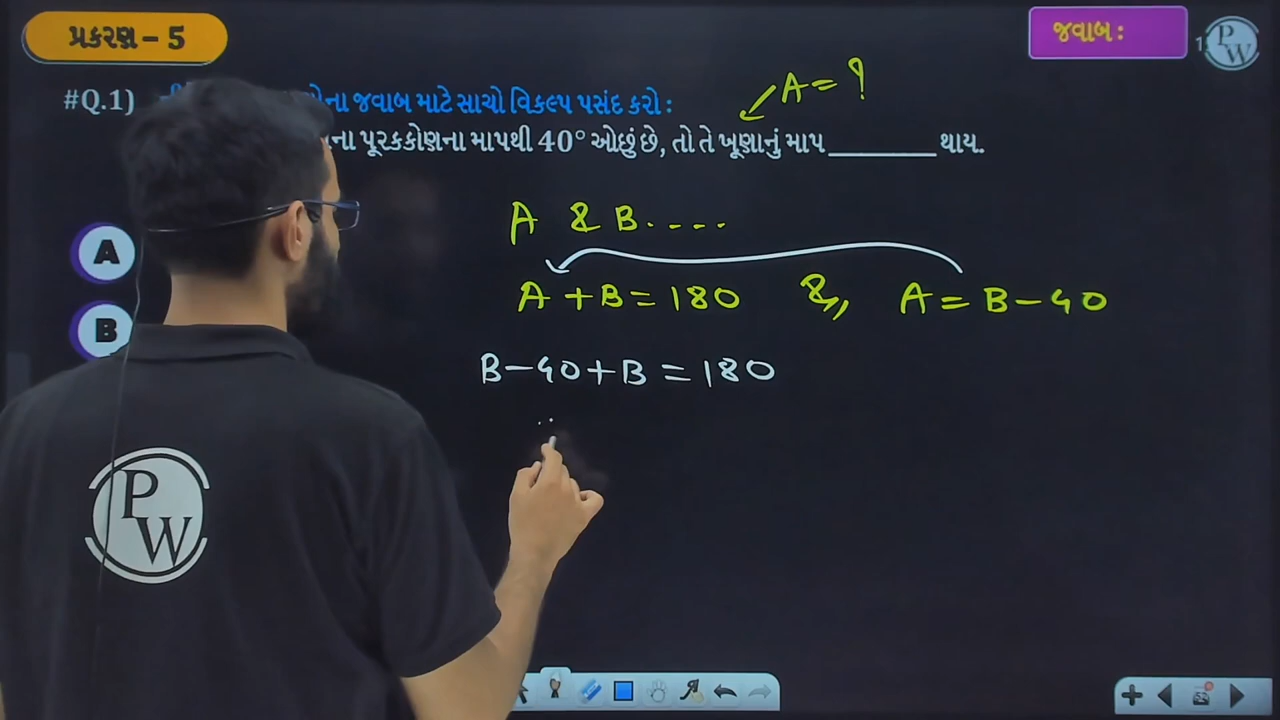 પ્રકરણ – 5
જવાબ :
PW
#Q.1) જવાબ માટે સાચો વિકલ્પ પસંદ કરો :
A = ?
પૂરકકોણના માપથી 40° ઓછું છે, તો તે ખૂણાનું માપ ________ થાય.
A & B. - - -
A + B = 180 &, A = B - 40
A
B
B - 40 + B = 180
PW